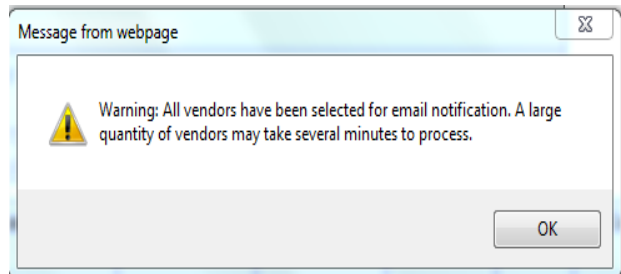 Message from webpage
Warning: All vendors have been selected for email notification. A large
quantity of vendors may take several minutes to process.
OK